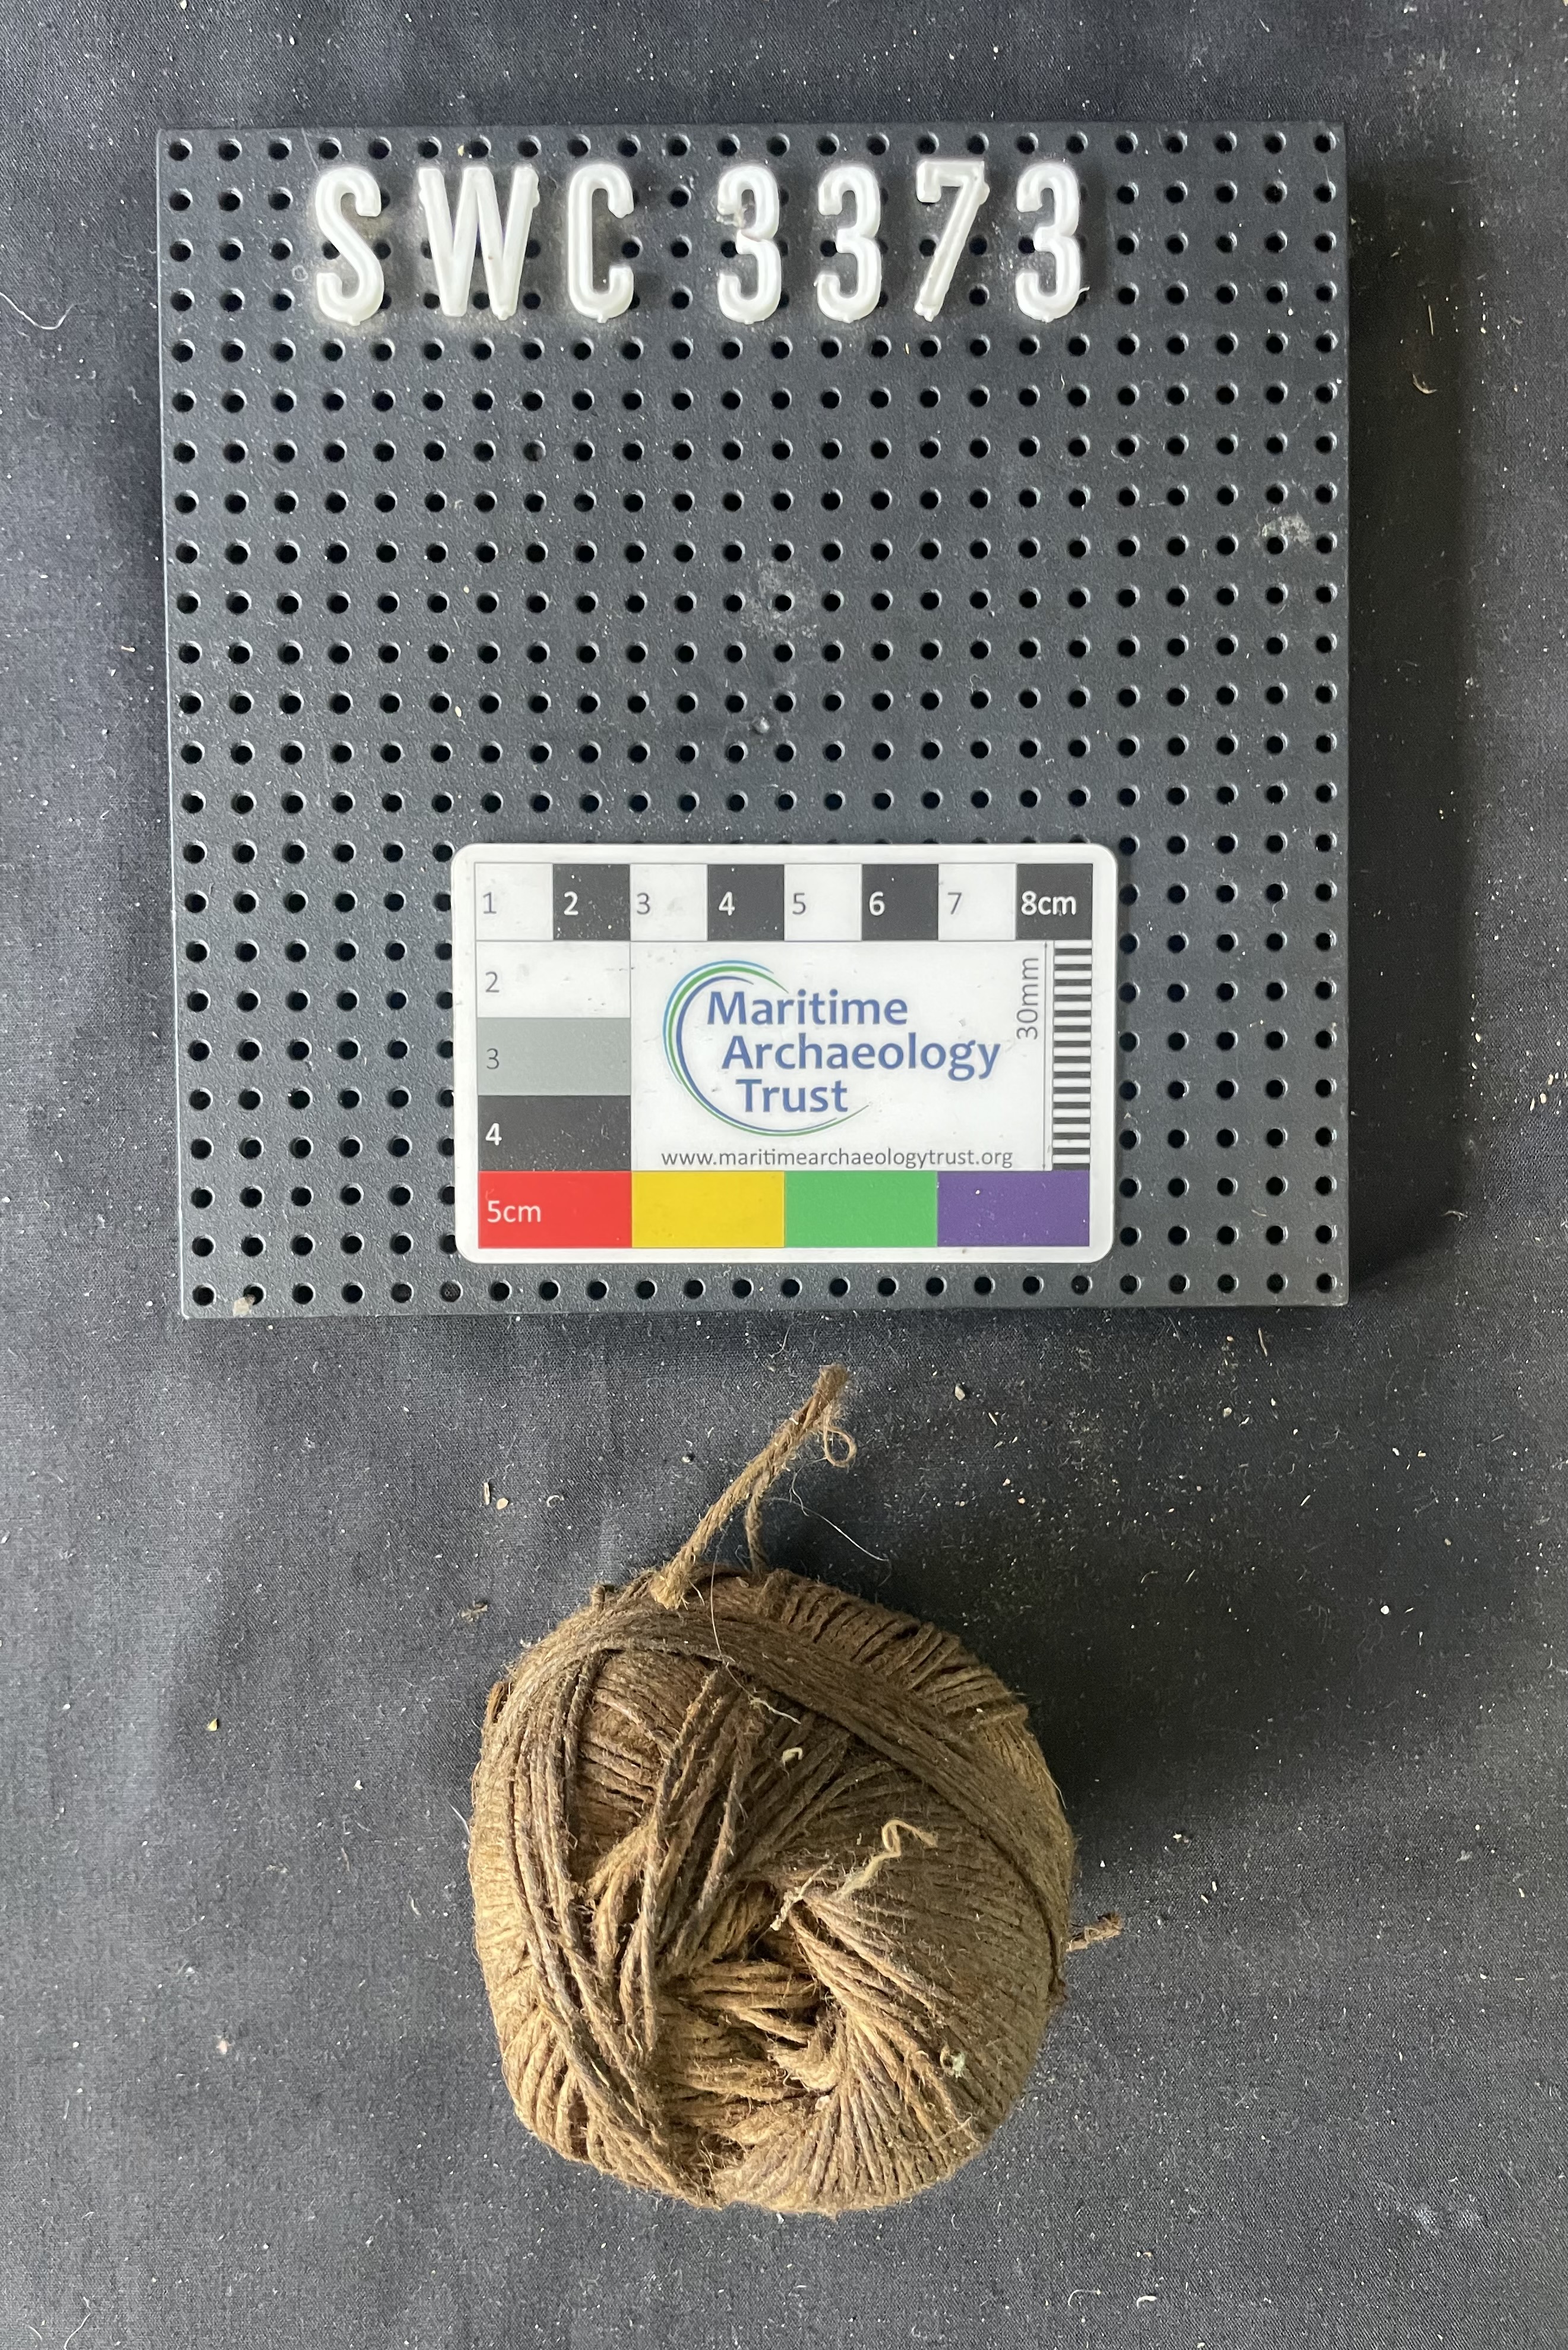 SWC 3373
1 2 3 4 5 6 7 8cm
2
3
4
5cm
30mm
Maritime
Archaeology
Trust
www.maritimearchaeologytrust.org